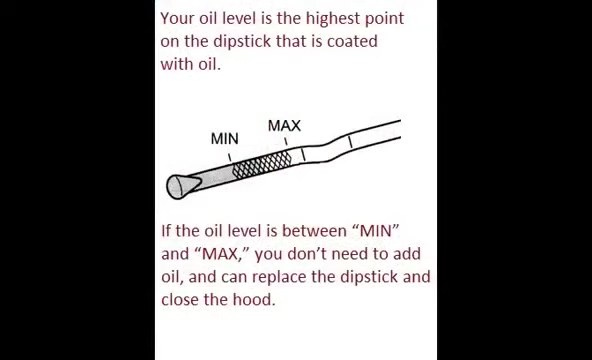 Your oil level is the highest point
on the dipstick that is coated
with oil.
MAX
MIN
If the oil level is between “MIN”
and “MAX,” you don’t need to add
oil, and can replace the dipstick and
close the hood.